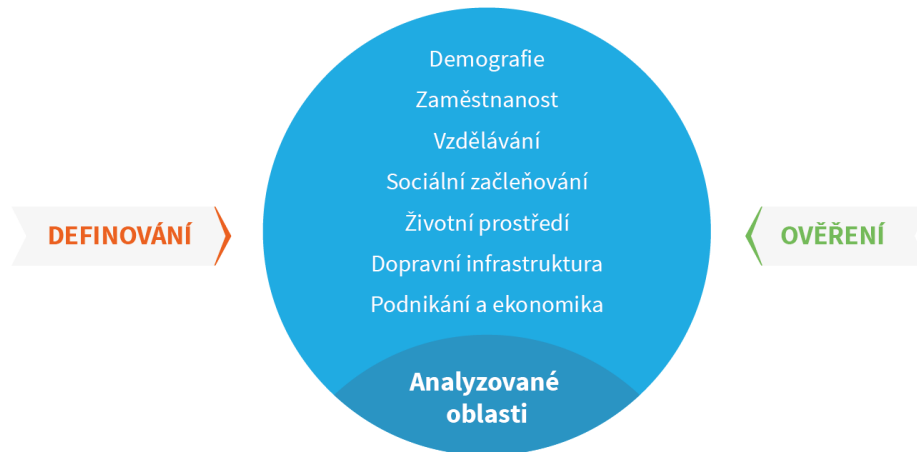 Demografie
Zaměstnanost
Vzdělávání
Sociální začleňování
Životní prostředí
Dopravní infrastruktura
Podnikání a ekonomika
Analyzované
oblasti
DEFINOVÁNÍ
OVĚŘENÍ